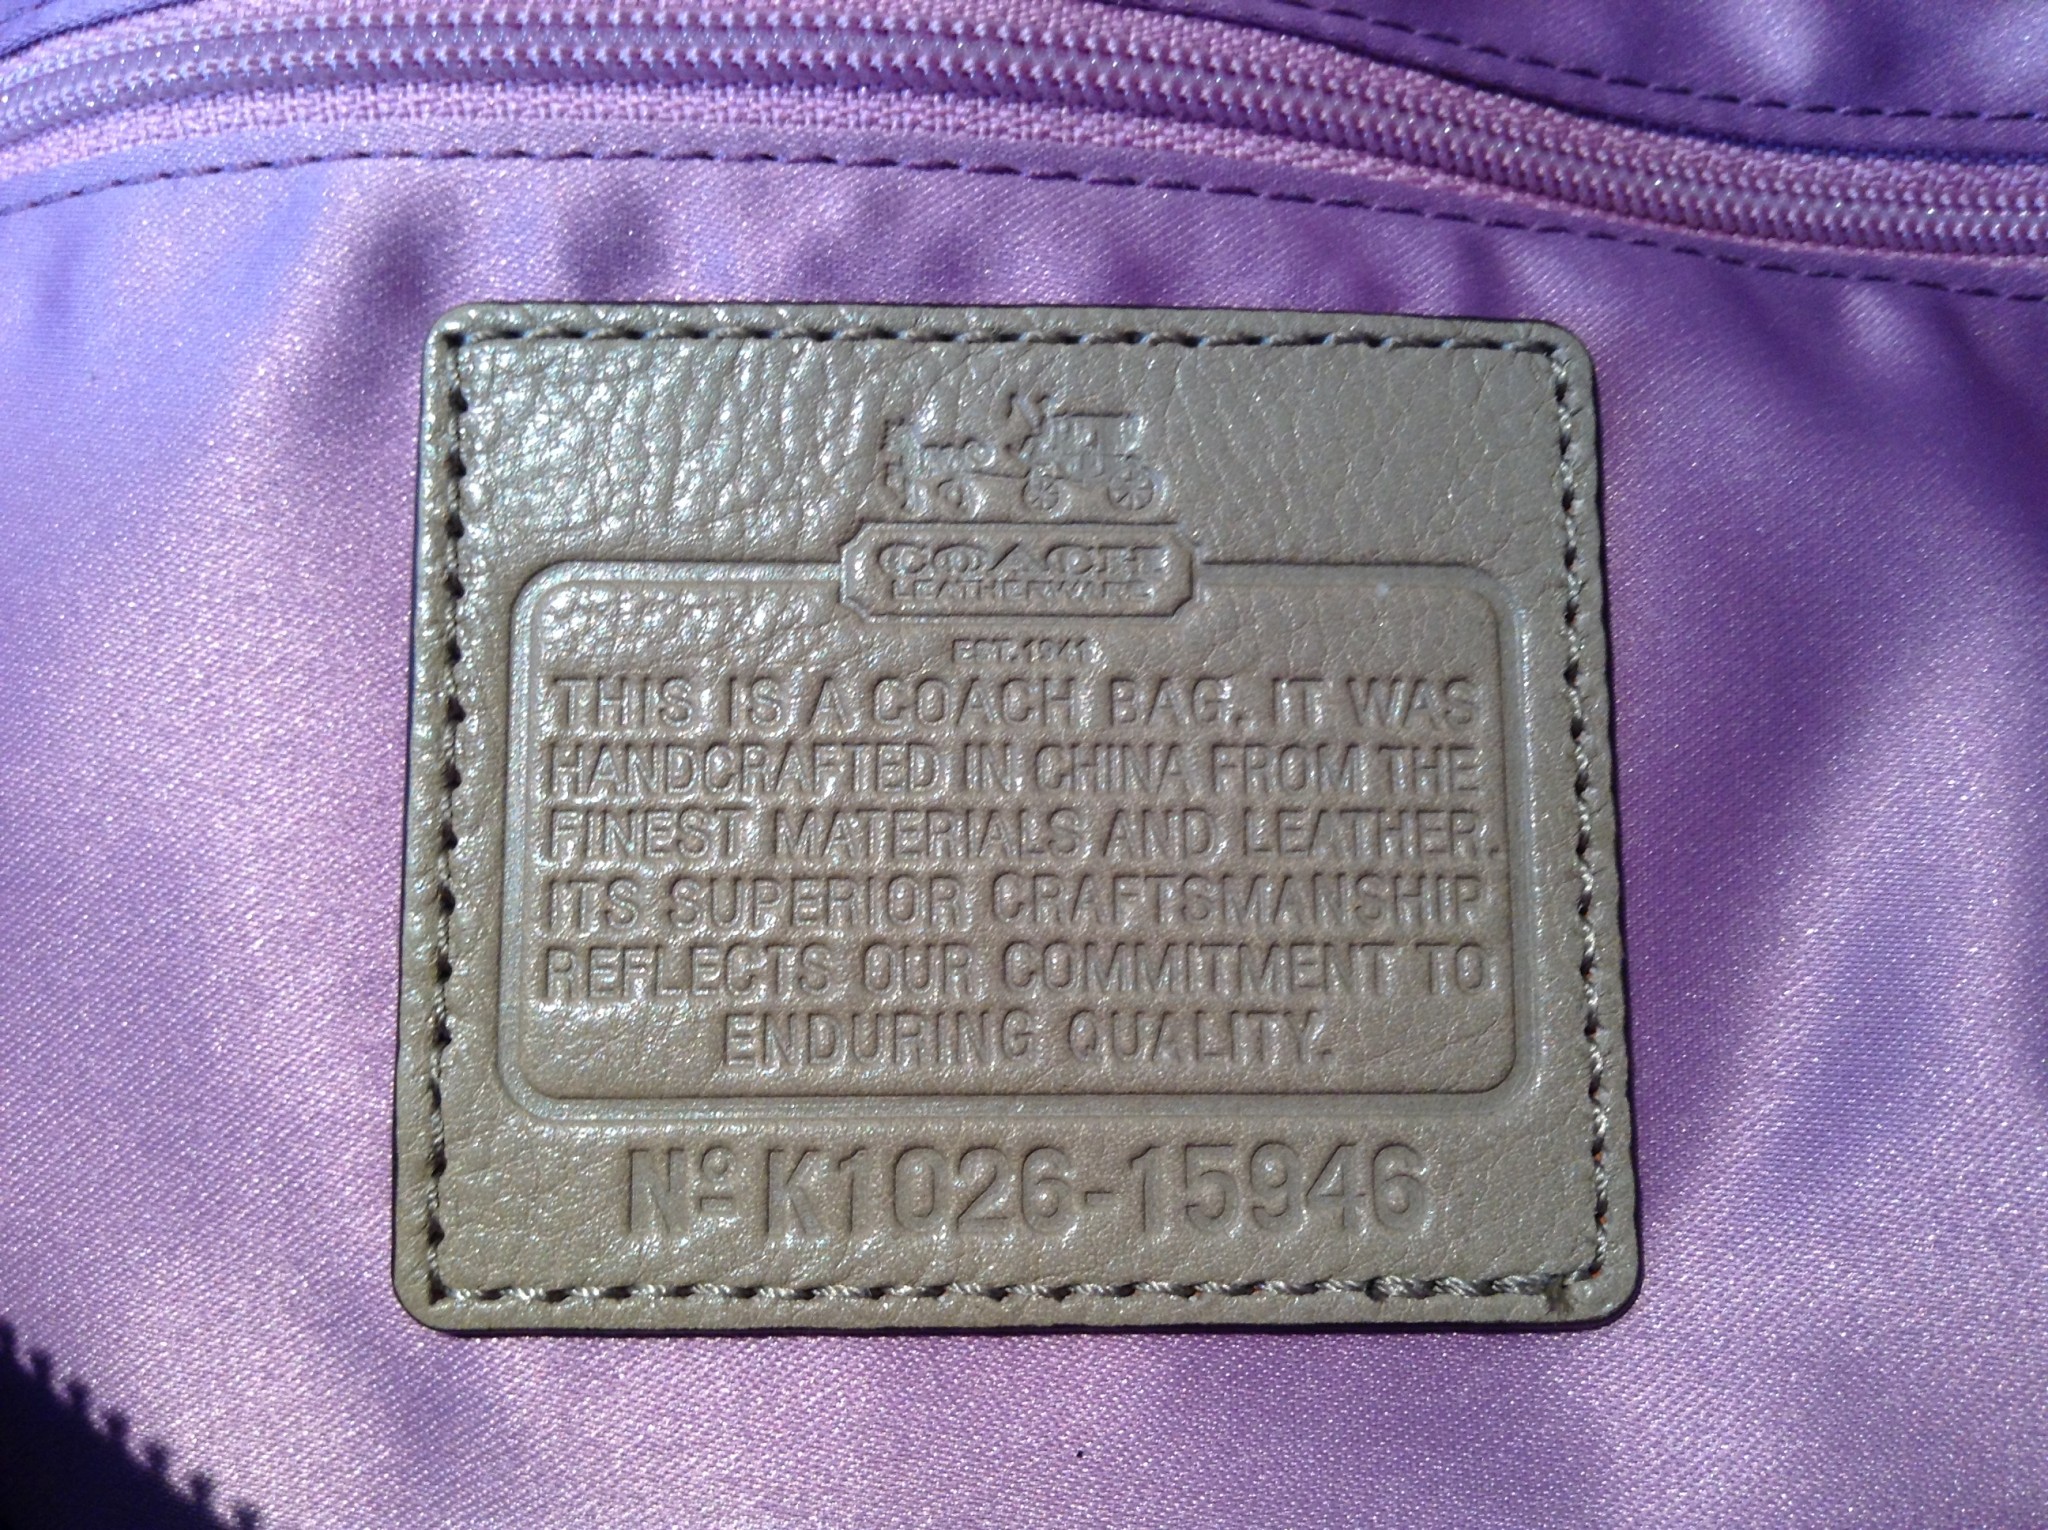 COACH
LEATHERWARE
EST. 1941
THIS IS A COACH BAG. IT WAS
HANDCRAFTED IN CHINA FROM THE
FINEST MATERIALS AND LEATHER.
ITS SUPERIOR CRAFTSMANSHIP
REFLECTS OUR COMMITMENT TO
ENDURING QUALITY.
Nº K1026-15946